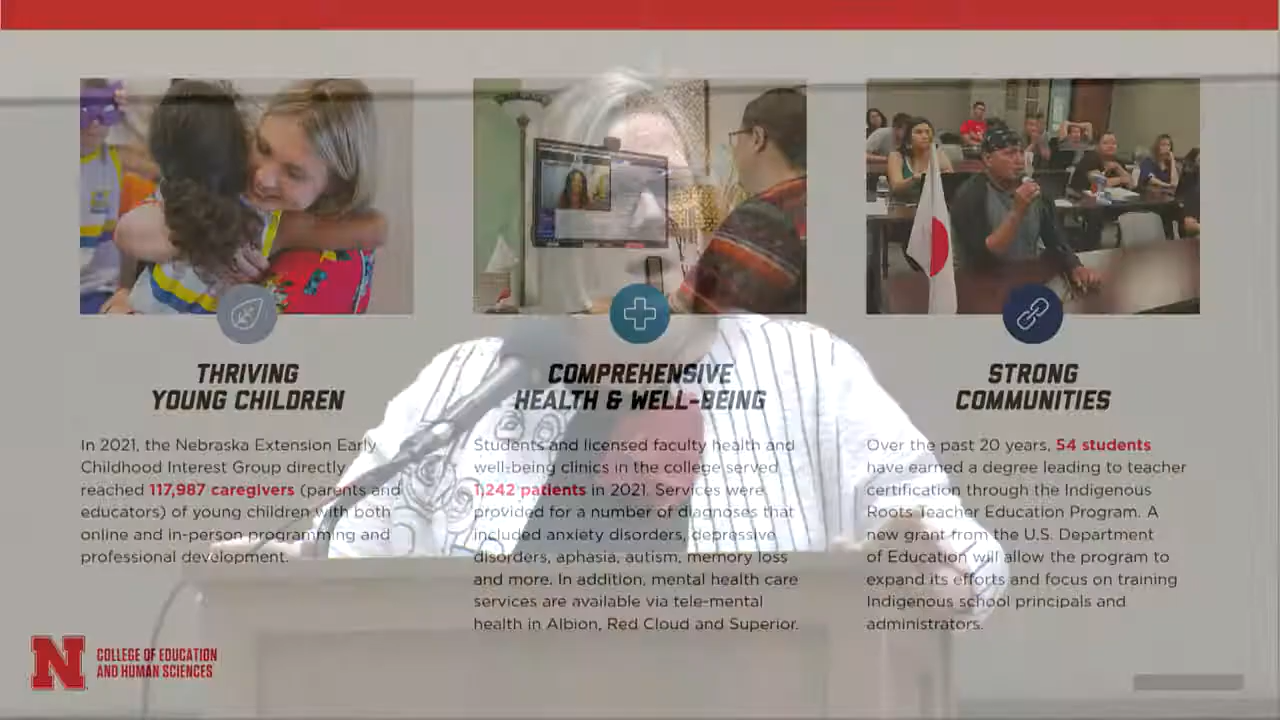 THRIVING
YOUNG CHILDREN
In 2021, the Nebraska Extension Early
Childhood Interest Group directly
reached 117,987 caregivers (parents and
educators) of young children with both
online and in-person programming and
professional development.
COMPREHENSIVE
HEALTH & WELL-BEING
Students and licensed faculty health and
well-being clinics in the college served
1,242 patients in 2021. Services were
provided for a number of diagnoses that
included anxiety disorders, depressive
disorders, aphasia, autism, memory loss
and more. In addition, mental health care
services are available via tele-mental
health in Albion, Red Cloud and Superior.
STRONG
COMMUNITIES
Over the past 20 years, 54 students
have earned a degree leading to teacher
certification through the Indigenous
Roots Teacher Education Program. A
new grant from the U.S. Department
of Education will allow the program to
expand its efforts and focus on training
Indigenous school principals and
administrators.
N
COLLEGE OF EDUCATION
AND HUMAN SCIENCES